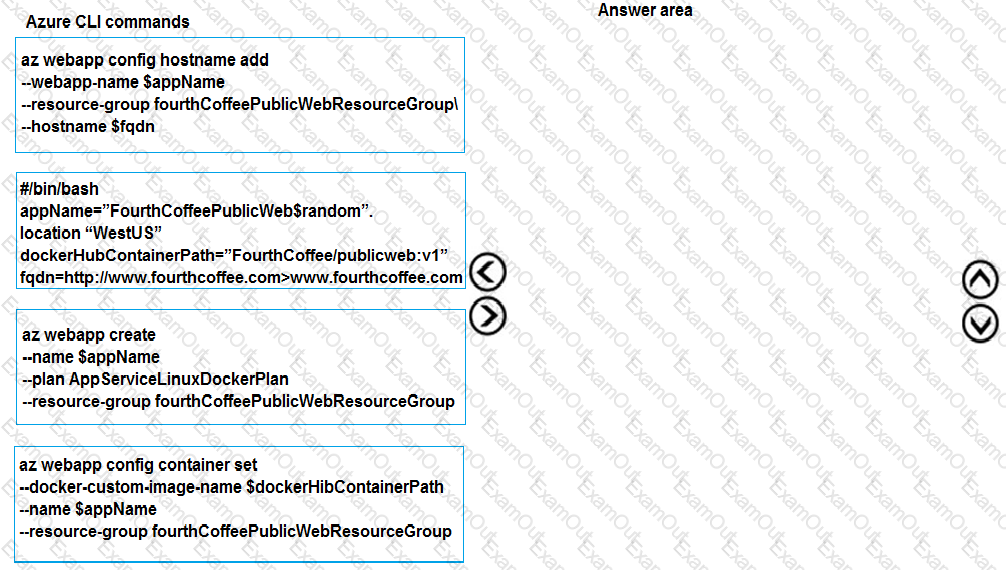 Azure CLI commands
Answer area
az webapp config hostname add
--webapp-name $appName
--resource-group fourthCoffeePublicWebResourceGroup\
--hostname $fqdn
#/bin/bash
appName=”FourthCoffeePublicWeb$random”.
location “WestUS”
dockerHubContainerPath=”FourthCoffee/publicweb:v1”
fqdn=http://www.fourthcoffee.com>www.fourthcoffee.com
az webapp create
--name $appName
--plan AppServiceLinuxDockerPlan
--resource-group fourthCoffeePublicWebResourceGroup
az webapp config container set
--docker-custom-image-name $dockerHibContainerPath
--name $appName
--resource-group fourthCoffeePublicWebResourceGroup